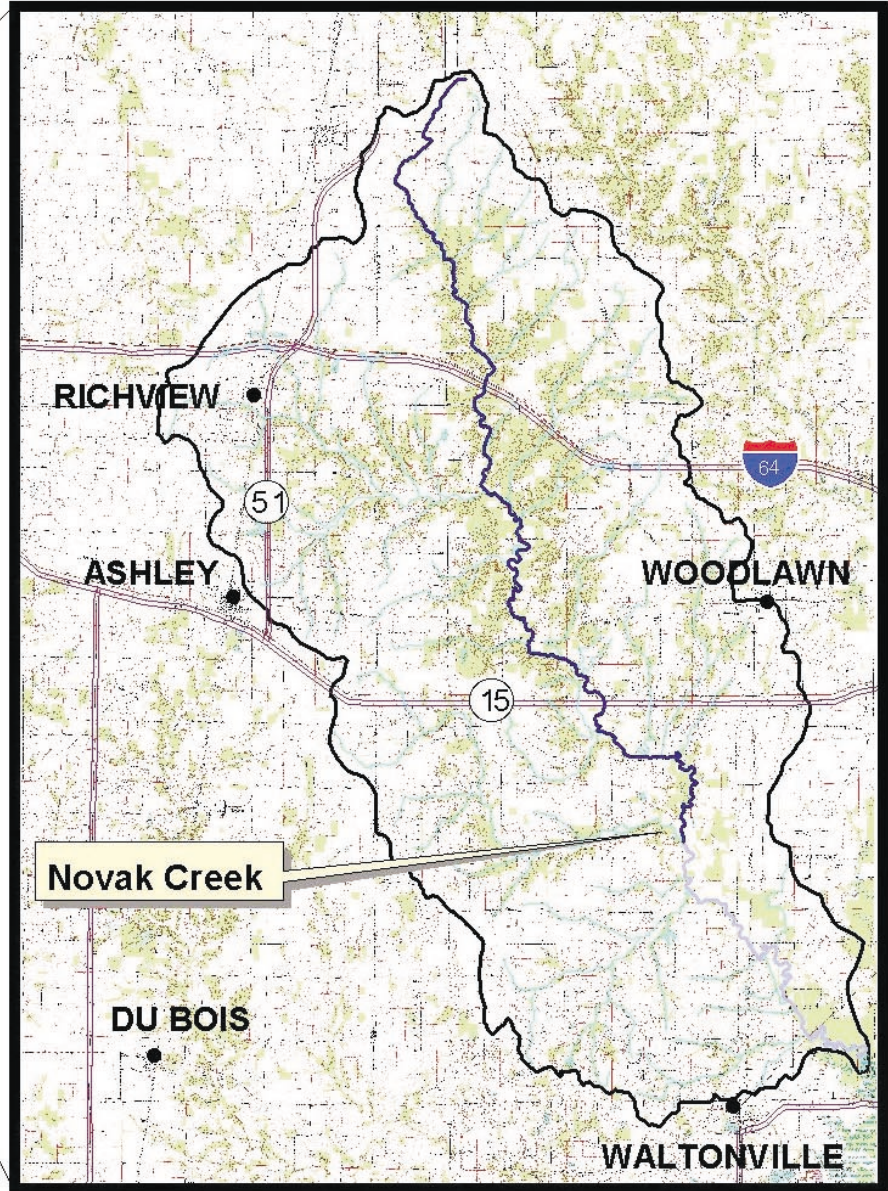 RICHVIEW
64
51
ASHLEY
WOODLAWN
15
Novak Creek
DU BOIS
WALTONVILLE